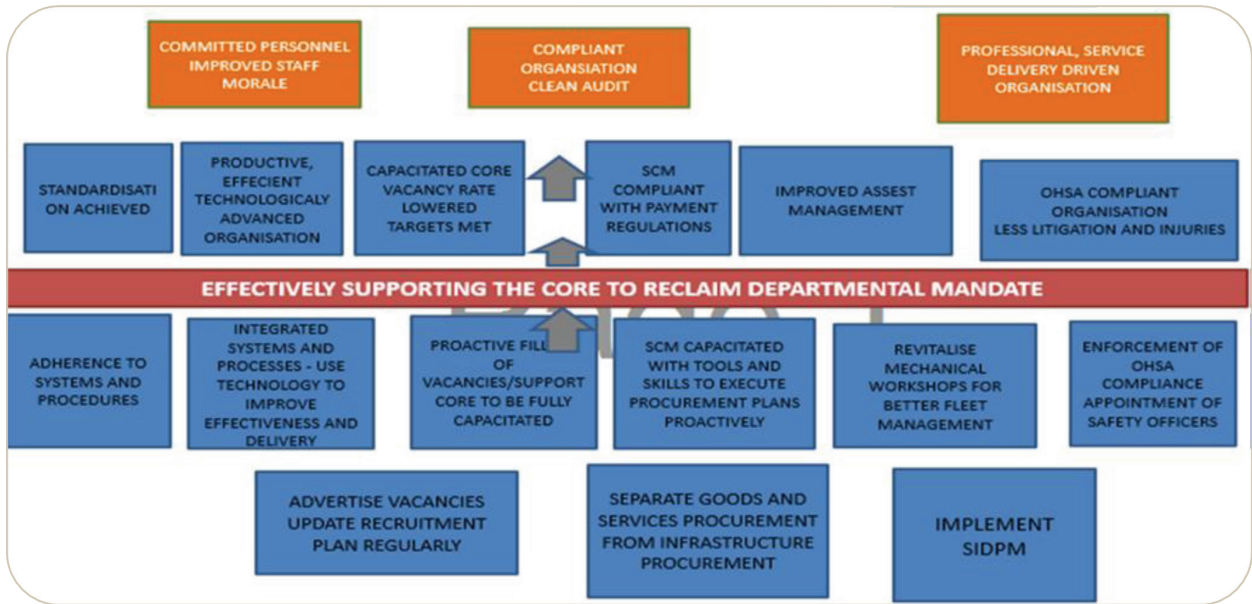 COMMITTED PERSONNEL
IMPROVED STAFF
MORALE
COMPLIANT
ORGANSIATION
CLEAN AUDIT
PROFESSIONAL, SERVICE
DELIVERY DRIVEN
ORGANISATION
STANDARDISATI
ON ACHIEVED
PRODUCTIVE,
EFFECIENT
TECHNOLOGICALY
ADVANCED
ORGANISATION
CAPACITATED CORE
VACANCY RATE
LOWERED
TARGETS MET
SCM
COMPLIANT
WITH PAYMENT
REGULATIONS
IMPROVED ASSEST
MANAGEMENT
OHSA COMPLIANT
ORGANISATION
LESS LITIGATION AND INJURIES
EFFECTIVELY SUPPORTING THE CORE TO RECLAIM DEPARTMENTAL MANDATE
ADHERENCE TO
SYSTEMS AND
PROCEDURES
INTEGRATED
SYSTEMS AND
PROCESSES - USE
TECHNOLOGY TO
IMPROVE
EFFECTIVENESS AND
DELIVERY
PROACTIVE
OF
VACANCIES/SUPPORT
CORE TO BE FULLY
CAPACITATED
SCM CAPACITATED
WITH TOOLS AND
SKILLS TO EXECUTE
PROCUREMENT PLANS
PROACTIVELY
REVITALISE
MECHANICAL
WORKSHOPS FOR
BETTER FLEET
MANAGEMENT
ENFORCEMENT OF
OHSA
COMPLIANCE
APPOINTMENT OF
SAFETY OFFICERS
ADVERTISE VACANCIES
UPDATE RECRUITMENT
PLAN REGULARLY
SEPARATE GOODS AND
SERVICES PROCUREMENT
FROM INFRASTRUCTURE
PROCUREMENT
IMPLEMENT
SIDPM